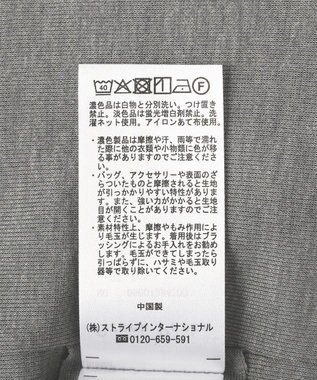 40 F
濃色品は白物と分別洗い。つけ置き
禁止。淡色品は蛍光増白剤禁止。洗
濯ネット使用。アイロンあて布使用。
・濃色製品は摩擦や汗、雨等で濡れ
た際に他の衣類や小物類に色が移
る事がありますのでご注意くださ
い。
・バッグ、アクセサリーや表面のざ
らついたものと摩擦されると生地
が引っかかりやすい特性がありま
す。また、強い力がかかると生地
目が開くことがありますのでご注
意ください。
・素材特性上、摩擦やもみ作用によ
り毛玉が生じます。着用後はブラ
ッシングによるお手入れをお勧め
します。毛玉ができてしまったら
引っぱらずに、ハサミや毛玉取り
器等で取り除いてください。
中国製
(株)ストライプインターナショナル
0120-659-591